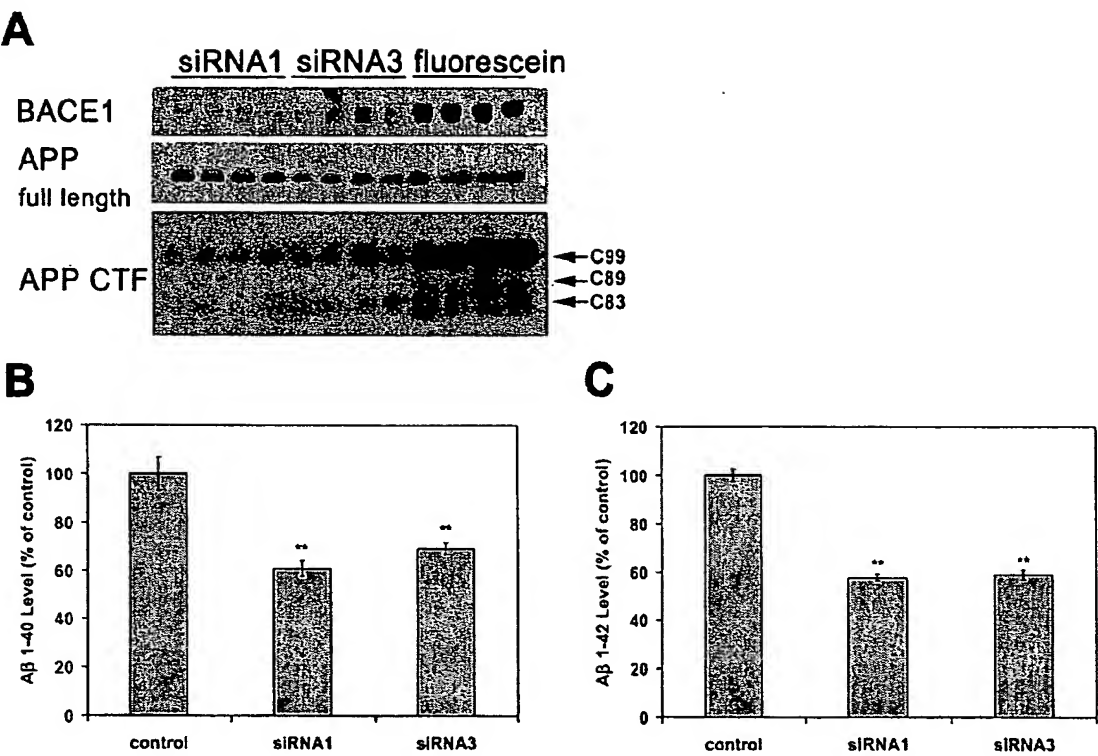 A
siRNA1 siRNA3 fluorescein
BACE1
APP
full length
APP CTF
C99
C89
C83
B
C
Aβ 1-40 Level (% of control)
120
100
80
60
40
20
0
**
**
control siRNA1 siRNA3
Aβ 1-42 Level (% of control)
120
100
80
60
40
20
0
**
**
control siRNA1 siRNA3